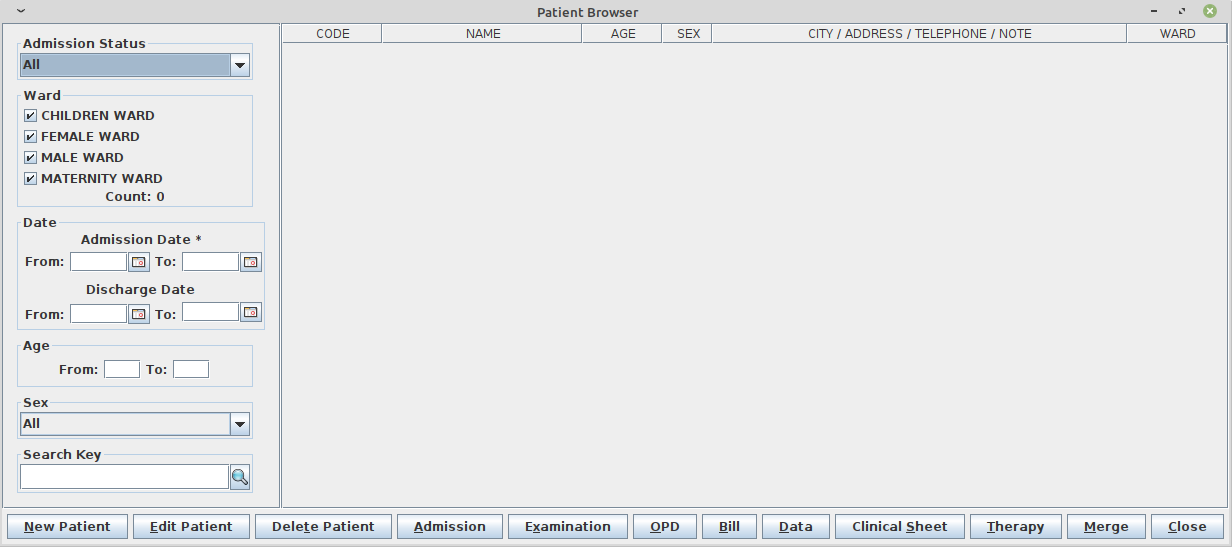 Patient Browser
Admission Status
All
Ward
CHILDREN WARD
FEMALE WARD
MALE WARD
MATERNITY WARD
Count: 0
Date
Admission Date *
From: To:
Discharge Date
From: To:
Age
From: To:
Sex
All
Search Key
CODE NAME AGE SEX CITY / ADDRESS / TELEPHONE / NOTE WARD
New Patient Edit Patient Delete Patient Admission Examination OPD Bill Data Clinical Sheet Therapy Merge Close